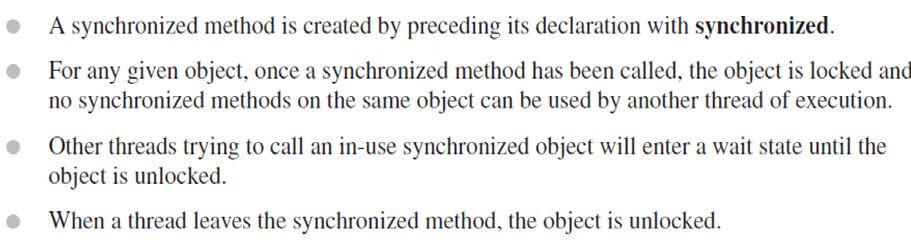 A synchronized method is created by preceding its declaration with synchronized.
For any given object, once a synchronized method has been called, the object is locked and
no synchronized methods on the same object can be used by another thread of execution.
Other threads trying to call an in-use synchronized object will enter a wait state until the
object is unlocked.
When a thread leaves the synchronized method, the object is unlocked.